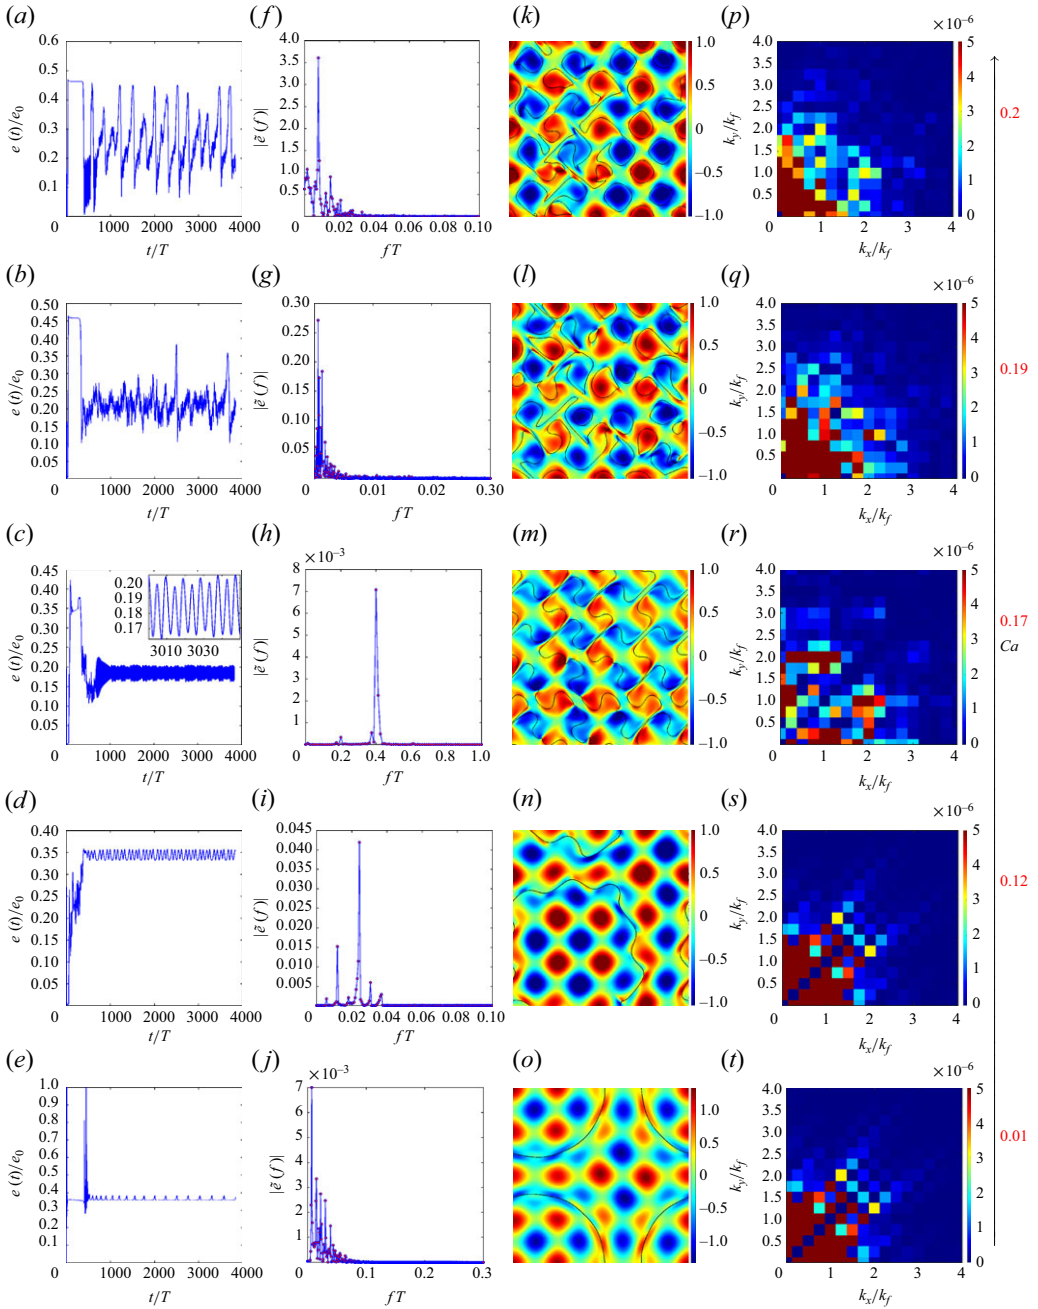 (a) (f) (k) (p)
×10⁻⁶
0.6 0.5 0.4 0.3 0.2 0.1
e (t)/e₀
0 1000 2000 3000 4000
t/T
4.0 3.5 3.0 2.5 2.0 1.5 1.0 0.5
|ẽ (f)|
0 0.02 0.04 0.06 0.08 0.10
f T
1.0 0.5 0 −0.5 −1.0
4.0 3.5 3.0 2.5 2.0 1.5 1.0 0.5
k_y/k_f
0 1 2 3 4
k_x/k_f
5 4 3 2 1 0
0.2
(b) (g) (l) (q)
×10⁻⁶
0.50 0.45 0.40 0.35 0.30 0.25 0.20 0.15 0.10 0.05
e (t)/e₀
0 1000 2000 3000 4000
t/T
0.30 0.25 0.20 0.15 0.10 0.05
|ẽ (f)|
0 0.01 0.02 0.30
f T
1.0 0.5 0 −0.5 −1.0
4.0 3.5 3.0 2.5 2.0 1.5 1.0 0.5
k_y/k_f
0 1 2 3 4
k_x/k_f
5 4 3 2 1 0
0.19
(c) (h) (m) (r)
×10⁻³
×10⁻⁶
0.45 0.40 0.35 0.30 0.25 0.20 0.15 0.10 0.05
e (t)/e₀
0.20 0.19 0.18 0.17
3010 3030
0 1000 2000 3000 4000
t/T
8 7 6 5 4 3 2 1
|ẽ (f)|
0.2 0.4 0.6 0.8 1.0
f T
1.0 0.5 0 −0.5 −1.0
4.0 3.5 3.0 2.5 2.0 1.5 1.0 0.5
k_y/k_f
0 1 2 3 4
k_x/k_f
5 4 3 2 1 0
0.17
Ca
(d) (i) (n) (s)
×10⁻⁶
0.40 0.35 0.30 0.25 0.20 0.15 0.10 0.05
e (t)/e₀
0 1000 2000 3000 4000
t/T
0.045 0.040 0.035 0.030 0.025 0.020 0.015 0.010 0.005
|ẽ (f)|
0 0.02 0.04 0.06 0.08 0.10
f T
1.0 0.5 0 −0.5 −1.0
4.0 3.5 3.0 2.5 2.0 1.5 1.0 0.5
k_y/k_f
0 1 2 3 4
k_x/k_f
5 4 3 2 1 0
0.12
(e) (j) (o) (t)
×10⁻³
×10⁻⁶
1.0 0.9 0.8 0.7 0.6 0.5 0.4 0.3 0.2 0.1
e (t)/e₀
0 1000 2000 3000 4000
t/T
7 6 5 4 3 2 1
|ẽ (f)|
0 0.1 0.2 0.3
f T
1.0 0.5 0 −0.5 −1.0
4.0 3.5 3.0 2.5 2.0 1.5 1.0 0.5
k_y/k_f
0 1 2 3 4
k_x/k_f
5 4 3 2 1 0
0.01